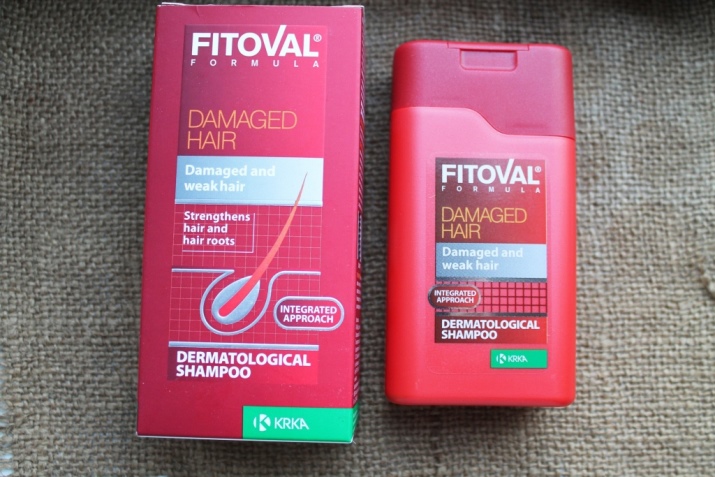 FITOVAL®
FORMULA
DAMAGED
HAIR
Damaged and
weak hair
Strengthens
hair and
hair roots
INTEGRATED
APPROACH
DERMATOLOGICAL
SHAMPOO
KRKA
FITOVAL®
FORMULA
DAMAGED
HAIR
Damaged and
weak hair
INTEGRATED
APPROACH
DERMATOLOGICAL
SHAMPOO
KRKA